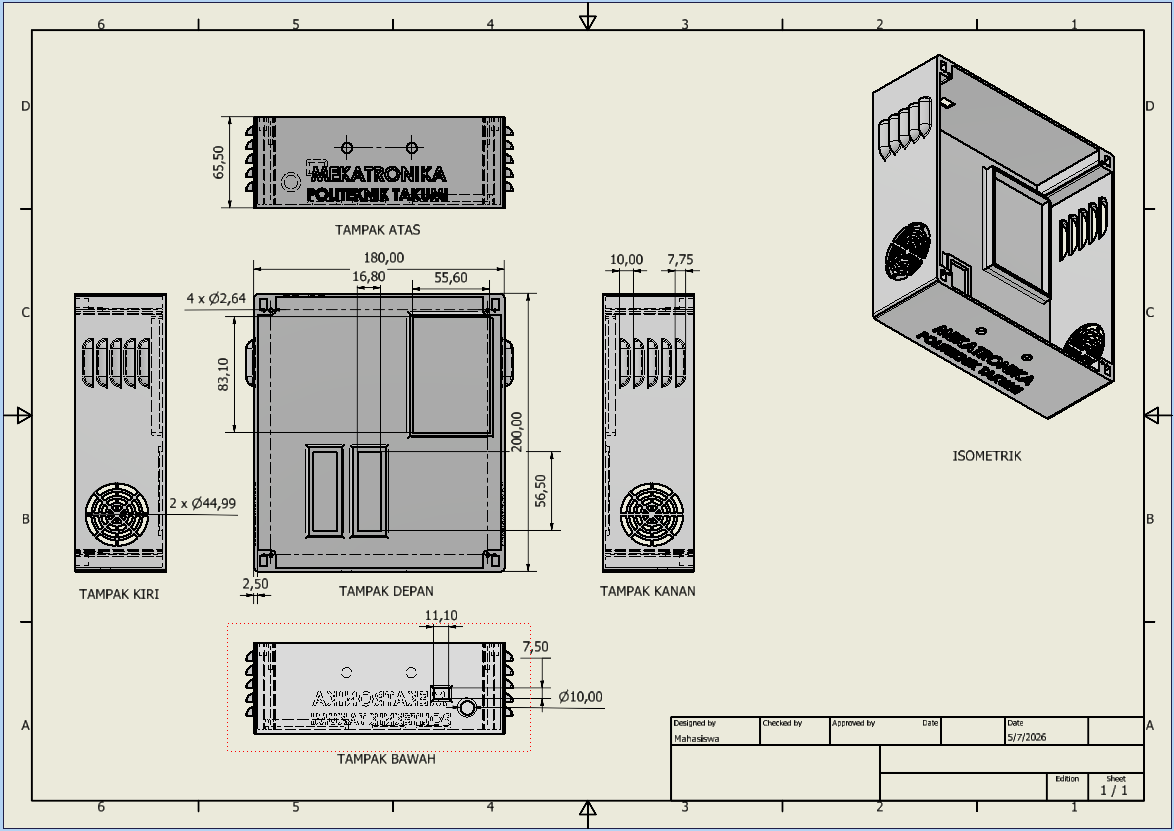 6 5 4 3 2 1
D D
65,50
MEKATRONIKA
POLITEKNIK TAKUMI
TAMPAK ATAS
180,00
16,80 55,60
10,00 7,75
4 x Ø2,64
C C
83,10
200,00
MEKATRONIKA
POLITEKNIK TAKUMI
ISOMETRIK
56,50
2 x Ø44,99
B B
2,50
TAMPAK KIRI
TAMPAK DEPAN
TAMPAK KANAN
11,10
7,50
Ø10,00
MEKATRONIKA
POLITEKNIK TAKUMI
TAMPAK BAWAH
A A
Designed by
Mahasiswa
Checked by
Approved by
Date
Date
5/7/2026
Edition
Sheet
1 / 1
6 5 4 3 2 1